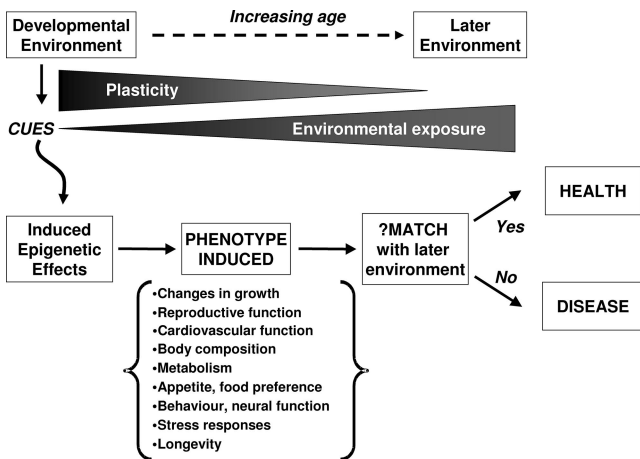 Developmental
Environment
Increasing age
Later
Environment
Plasticity
CUES
Environmental exposure
Induced
Epigenetic
Effects
PHENOTYPE
INDUCED
?MATCH
with later
environment
Yes
No
HEALTH
DISEASE
•Changes in growth
•Reproductive function
•Cardiovascular function
•Body composition
•Metabolism
•Appetite, food preference
•Behaviour, neural function
•Stress responses
•Longevity